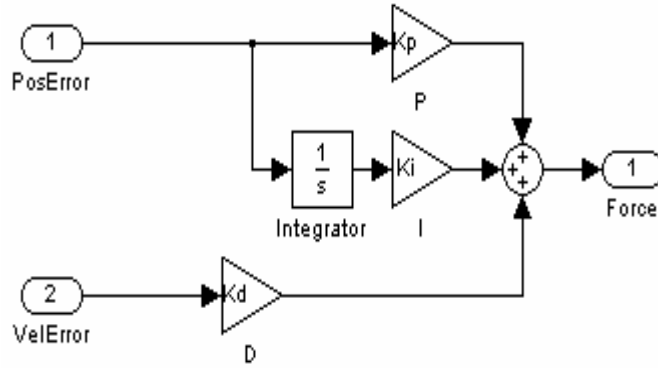 1
PosError
Kp
P
1
s
Integrator
Ki
I
+
+
+
1
Force
2
VelError
Kd
D